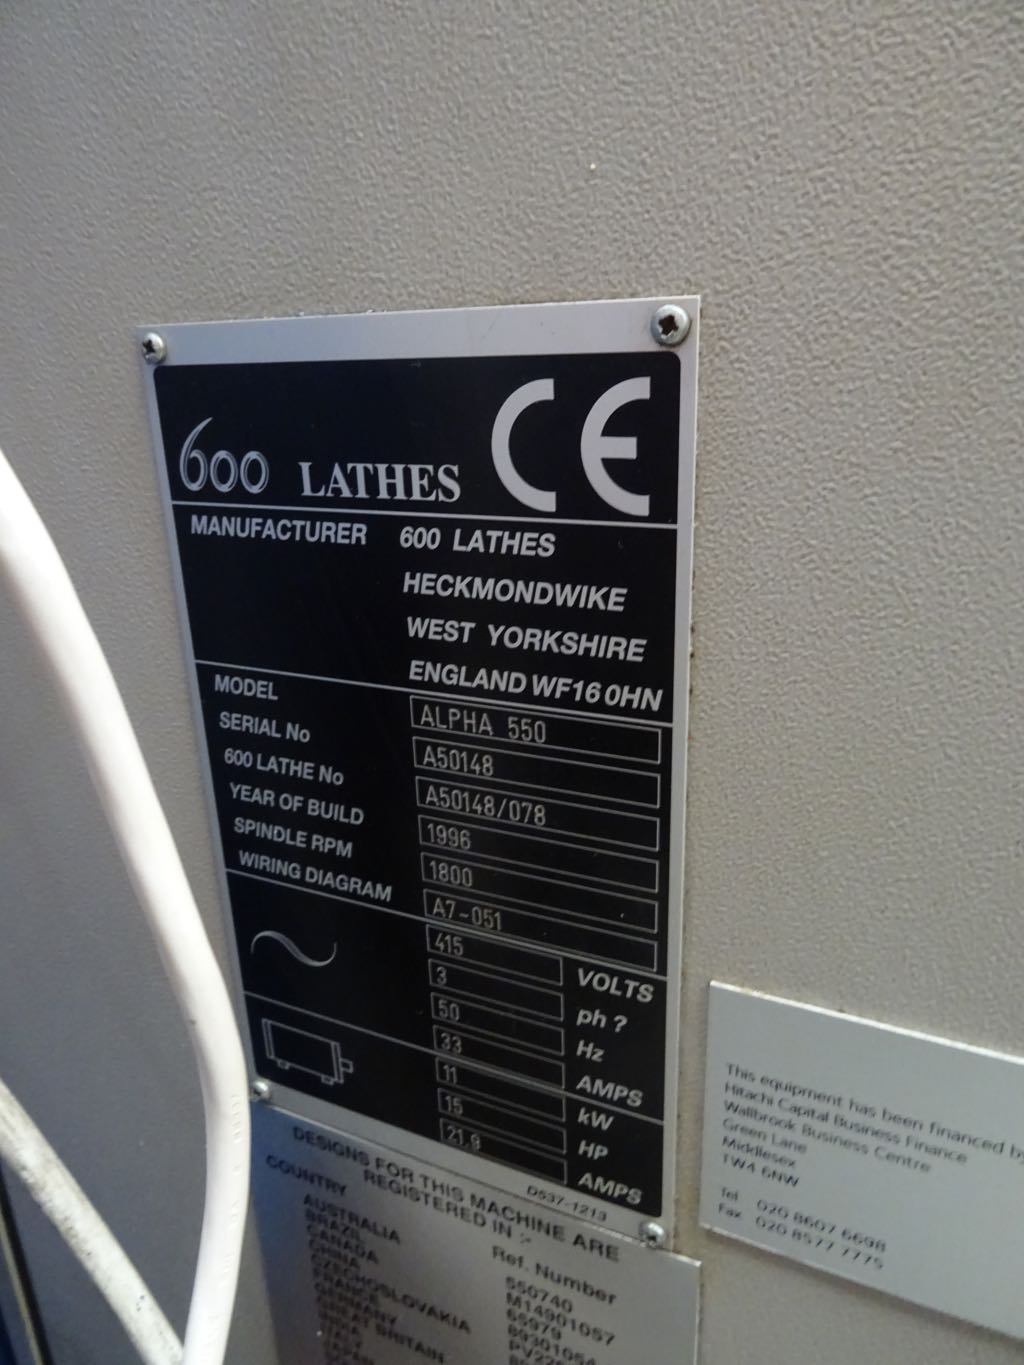 600 LATHES CE
MANUFACTURER 600 LATHES
HECKMONDWIKE
WEST YORKSHIRE
ENGLAND WF16 0HN
MODEL ALPHA 550
SERIAL No A50148
600 LATHE No A50148/078
YEAR OF BUILD 1996
SPINDLE RPM 1800
WIRING DIAGRAM A7-051
415 VOLTS
3 ph ?
50 Hz
33 AMPS
11 kW
15 HP
21.9 AMPS
D537-1213
DESIGNS FOR THIS MACHINE ARE
REGISTERED IN :-
COUNTRY Ref. Number
AUSTRALIA 550740
BRAZIL M14901057
CANADA 65979
CHINA 89301054
CZECHOSLOVAKIA
FRANCE
GERMANY
GREAT BRITAIN
This equipment has been financed by
Hitachi Capital Business Finance
Wallbrook Business Centre
Green Lane
Middlesex
TW4 6NW
Tel 020 8607 6698
Fax 020 8577 7775